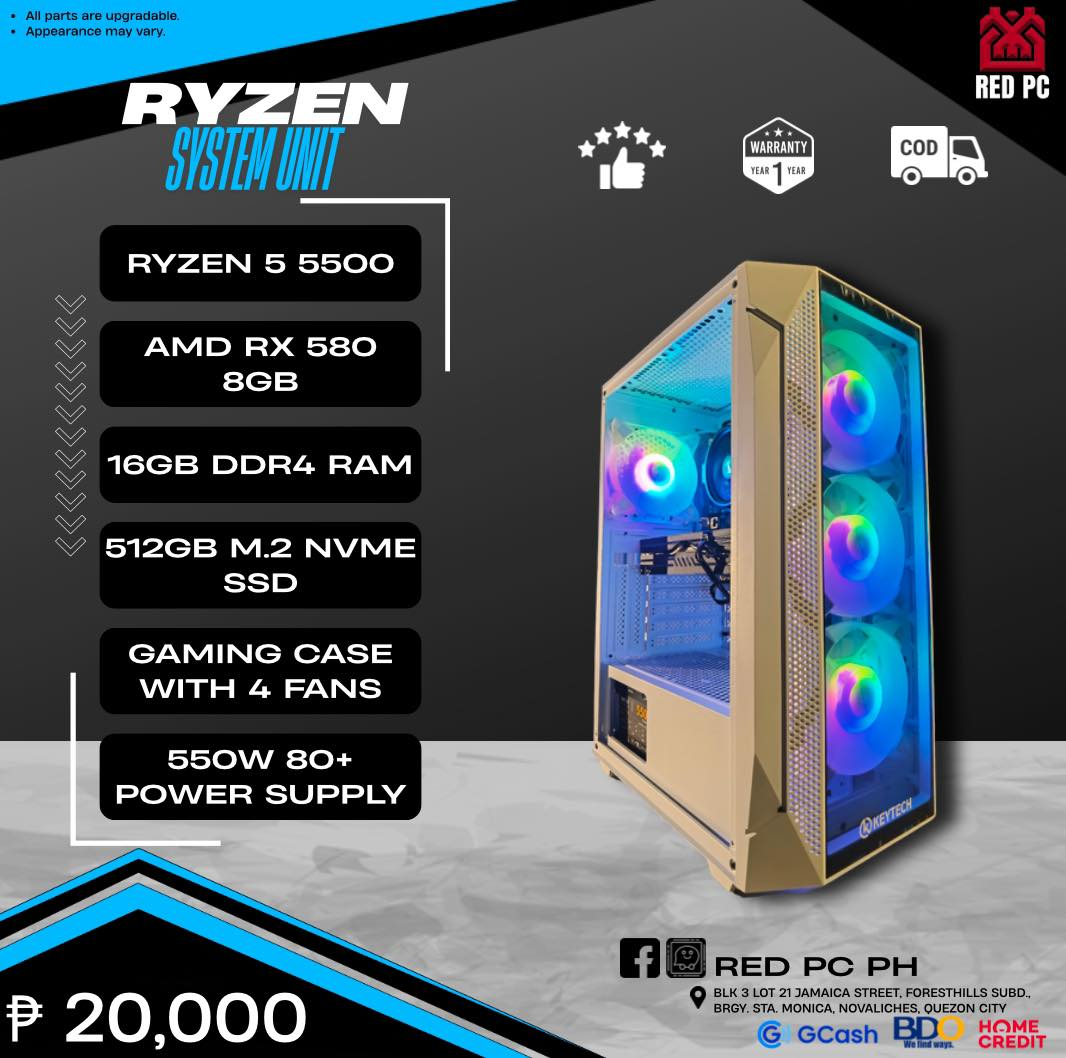 • All parts are upgradable.
• Appearance may vary.
RED PC
RYZEN
SYSTEM UNIT
WARRANTY
YEAR 1 YEAR
COD
RYZEN 5 5500
AMD RX 580
8GB
16GB DDR4 RAM
512GB M.2 NVME
SSD
GAMING CASE
WITH 4 FANS
550W 80+
POWER SUPPLY
550
KEYTECH
₱ 20,000
RED PC PH
BLK 3 LOT 21 JAMAICA STREET, FORESTHILLS SUBD.,
BRGY. STA. MONICA, NOVALICHES, QUEZON CITY
GCash
BDO
We find ways.
HOME
CREDIT